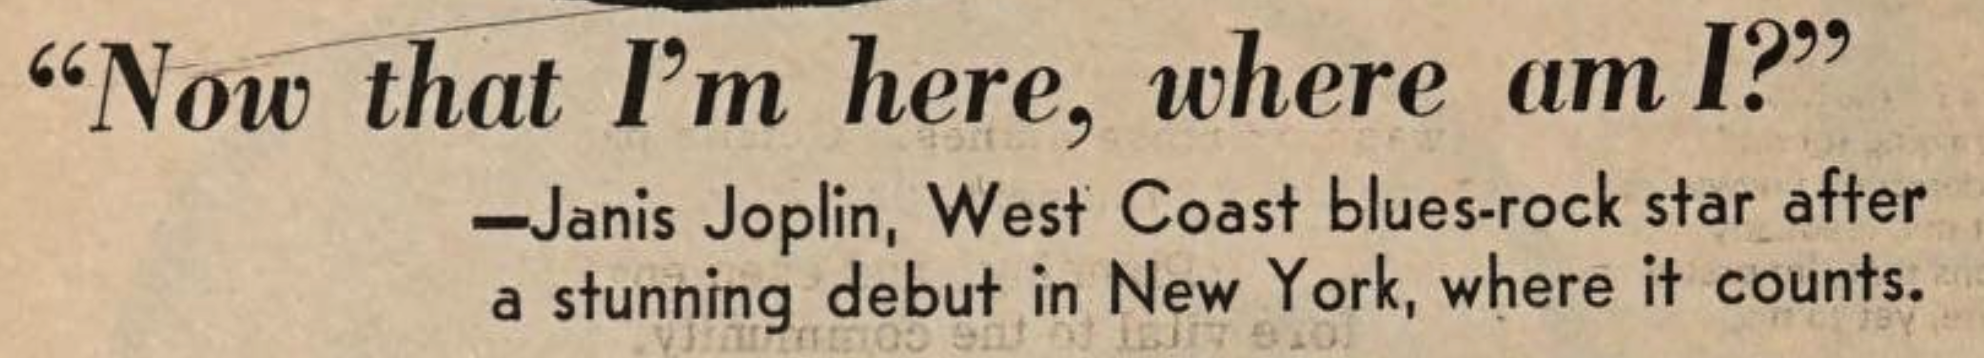 “Now that I’m here, where am I?”
—Janis Joplin, West Coast blues-rock star after
a stunning debut in New York, where it counts.